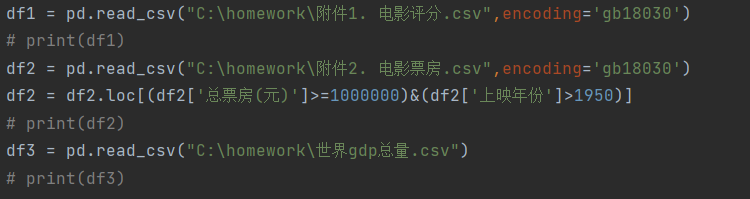 df1 = pd.read_csv("C:\homework\附件1. 电影评分.csv",encoding='gb18030')
# print(df1)
df2 = pd.read_csv("C:\homework\附件2. 电影票房.csv",encoding='gb18030')
df2 = df2.loc[(df2['总票房(元)']>=1000000)&(df2['上映年份']>1950)]
# print(df2)
df3 = pd.read_csv("C:\homework\世界gdp总量.csv")
# print(df3)